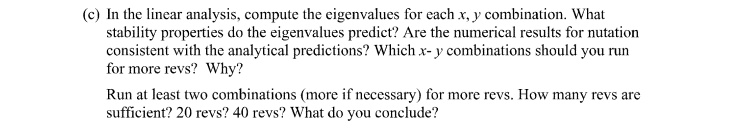 (c) In the linear analysis, compute the eigenvalues for each x, y combination. What
stability properties do the eigenvalues predict? Are the numerical results for nutation
consistent with the analytical predictions? Which x- y combinations should you run
for more revs? Why?
Run at least two combinations (more if necessary) for more revs. How many revs are
sufficient? 20 revs? 40 revs? What do you conclude?